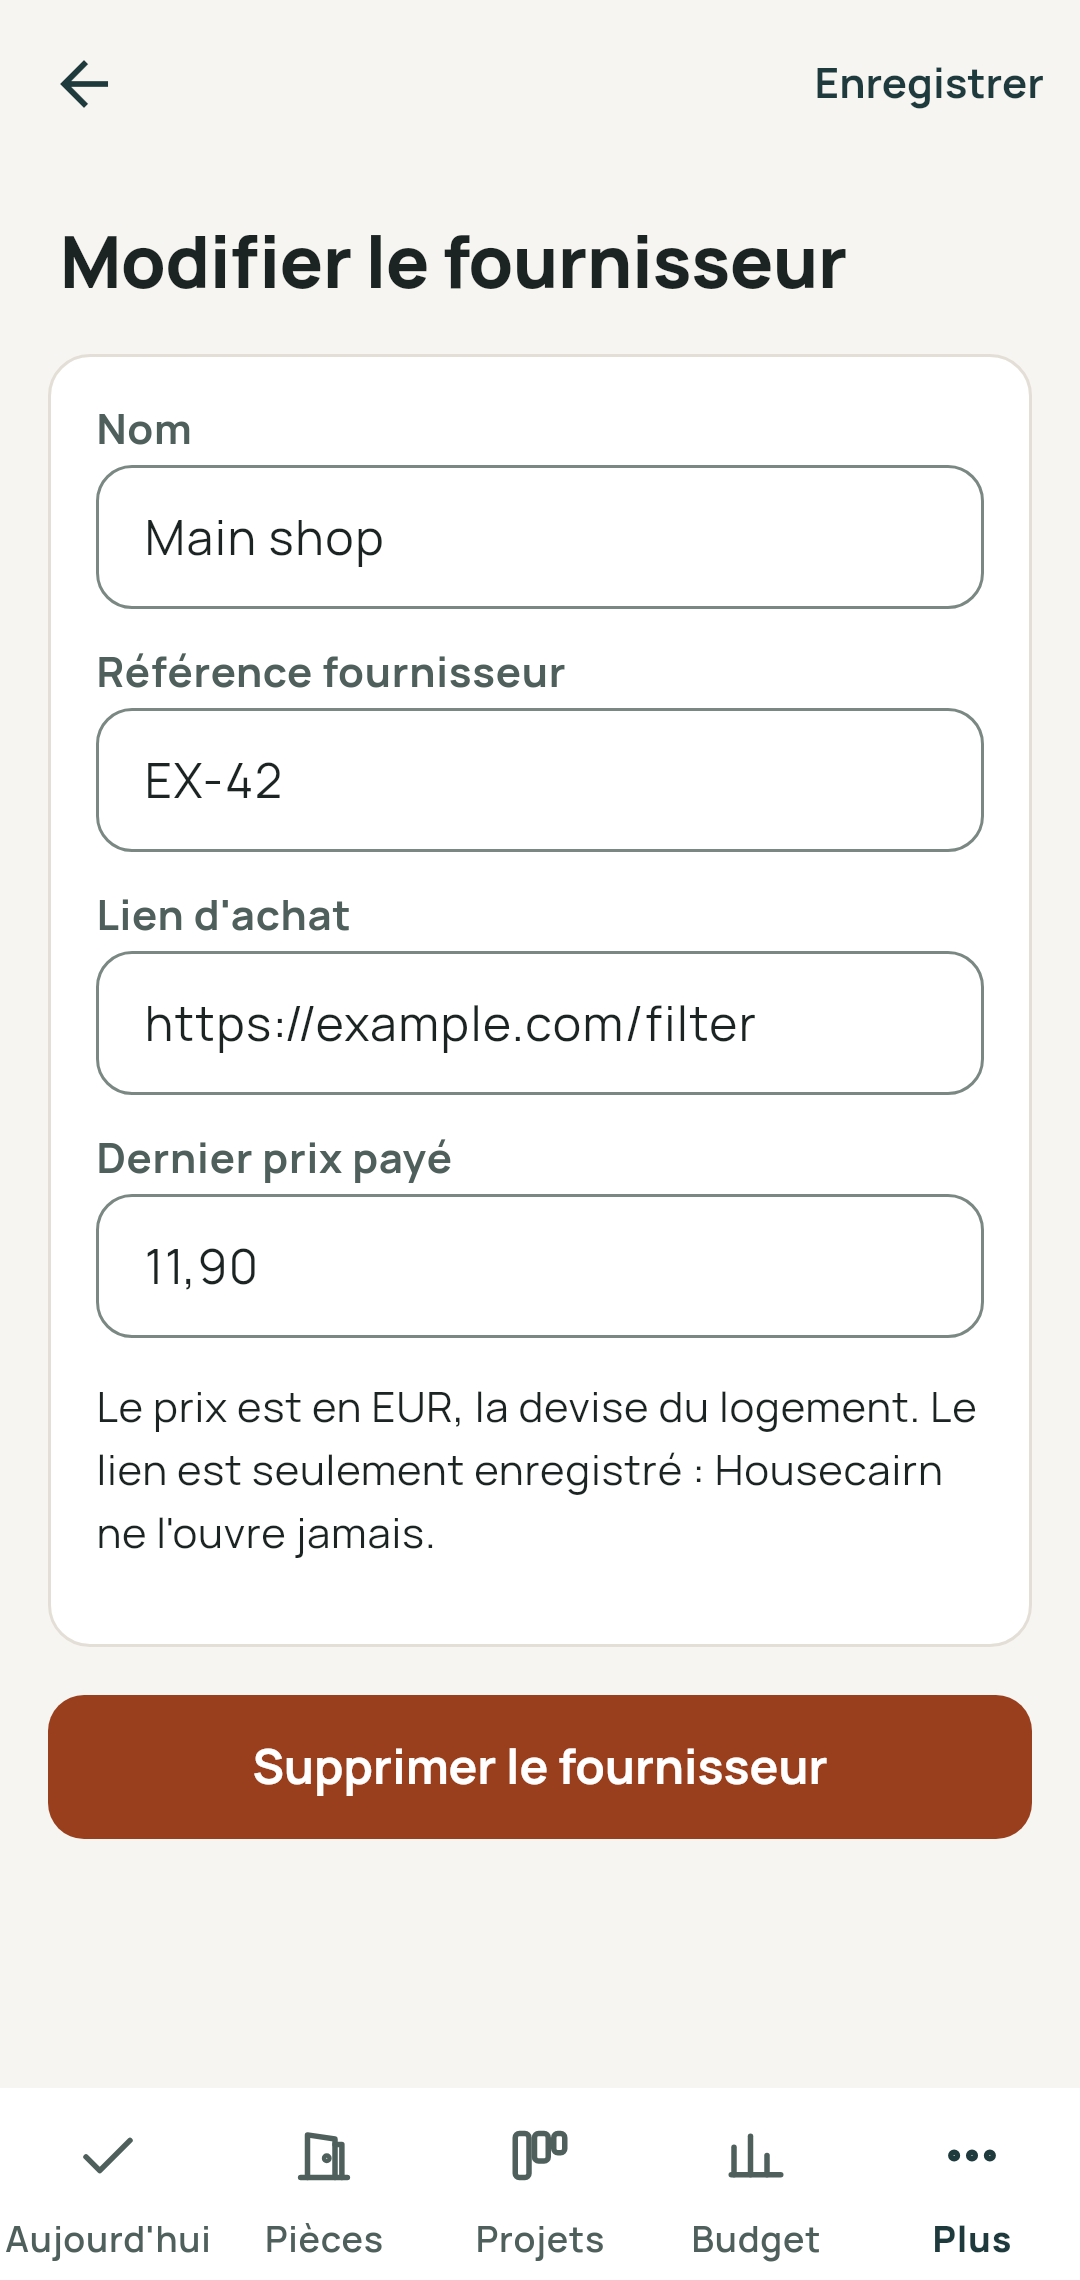 Enregistrer
Modifier le fournisseur
Nom
Main shop
Référence fournisseur
EX-42
Lien d'achat
https://example.com/filter
Dernier prix payé
11,90
Le prix est en EUR, la devise du logement. Le
lien est seulement enregistré : Housecairn
ne l'ouvre jamais.
Supprimer le fournisseur
Aujourd'hui
Pièces
Projets
Budget
Plus